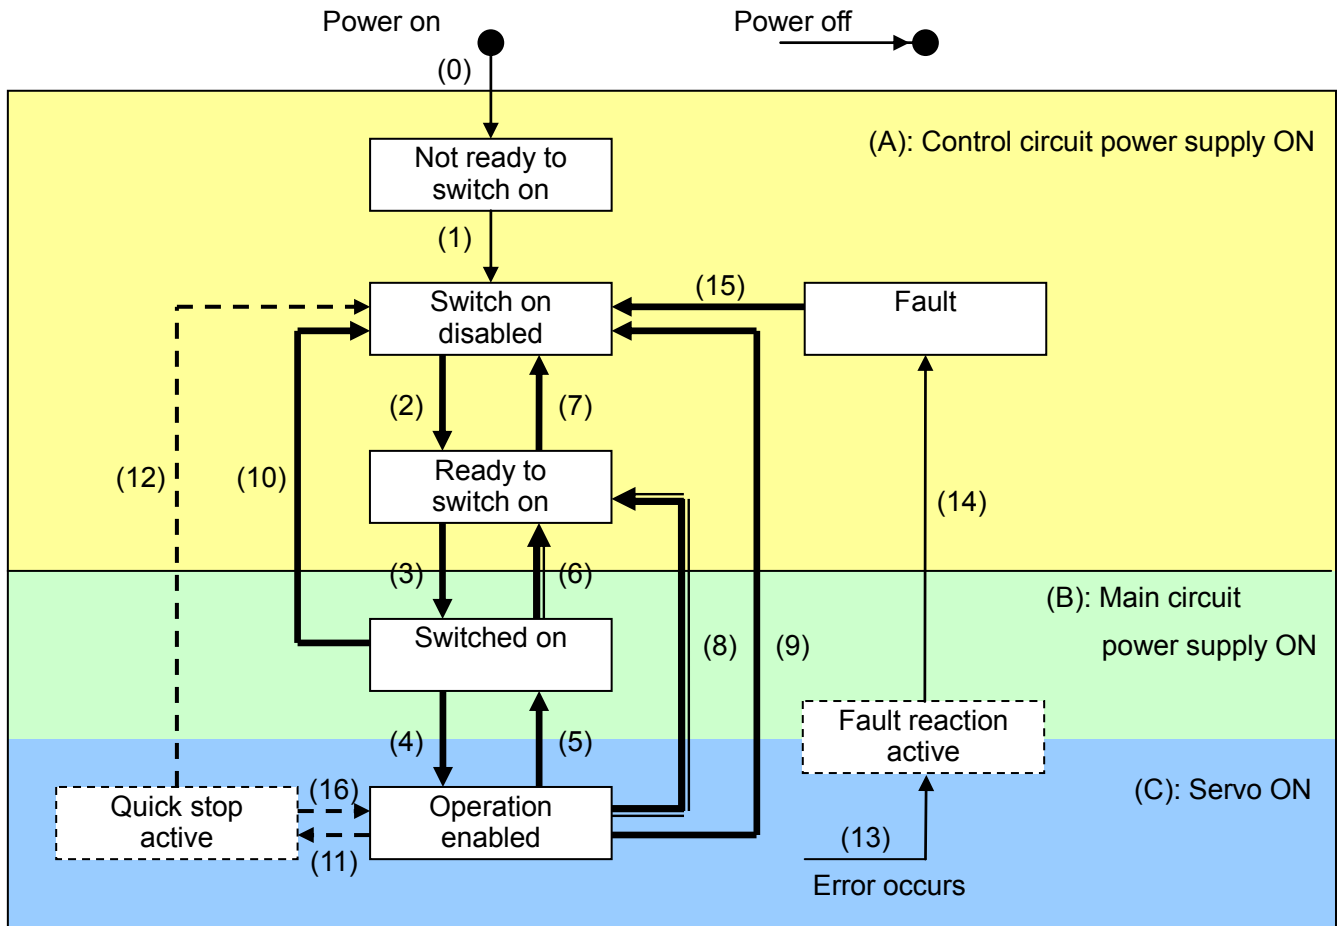 Power on
Power off
(0)
(A): Control circuit power supply ON
Not ready to
switch on
(1)
(15)
Switch on
disabled
Fault
(2)
(7)
(12)
(10)
Ready to
switch on
(14)
(3)
(6)
(B): Main circuit
power supply ON
Switched on
(8)
(9)
(4)
(5)
Fault reaction
active
(C): Servo ON
Quick stop
active
(16)
(11)
Operation
enabled
(13)
Error occurs